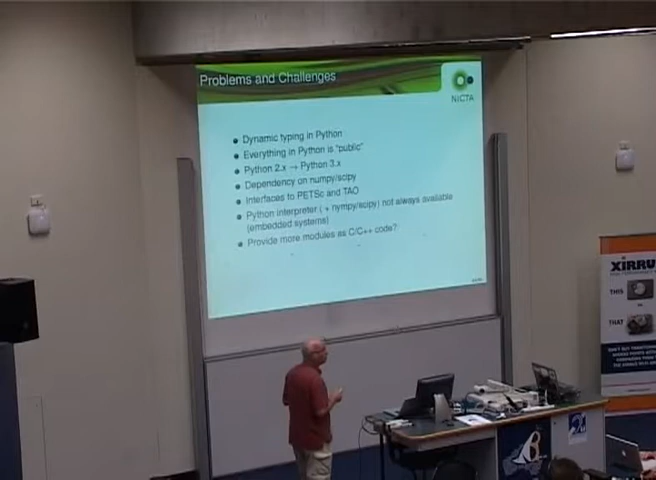 Problems and Challenges
NICTA
Dynamic typing in Python
Everything in Python is "public"
Python 2.x → Python 3.x
Dependency on numpy/scipy
Interfaces to PETSc and TAO
Python interpreter ( + nympy/scipy) not always available
(embedded systems)
Provide more modules as C/C++ code?
XIRRU
THIS
THAT